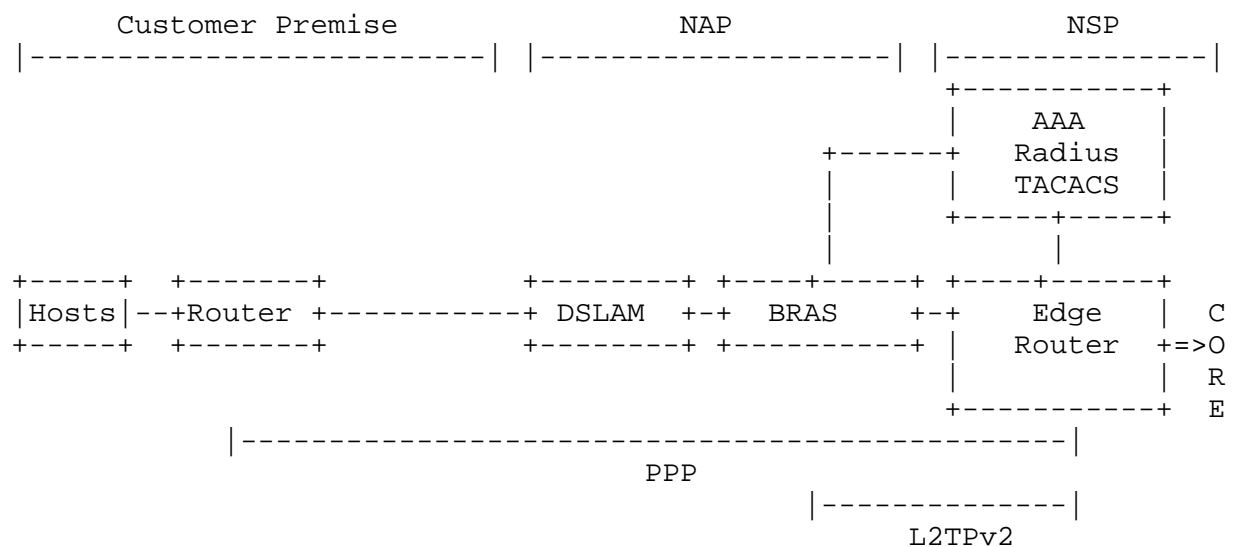 Customer Premise NAP NSP
|--------------------------| |--------------------| |---------------|
+-----------+
| AAA |
+------+ Radius |
| | TACACS |
| +-----+-----+
| |
+-----+ +-------+ +--------+ +----+-----+ +----+------+
|Hosts|--+Router +-----------+ DSLAM +-+ BRAS +-+ Edge | C
+-----+ +-------+ +--------+ +----------+ | Router +=>O
| | R
+-----------+ E
|-----------------------------------------------|
PPP
|--------------|
L2TPv2